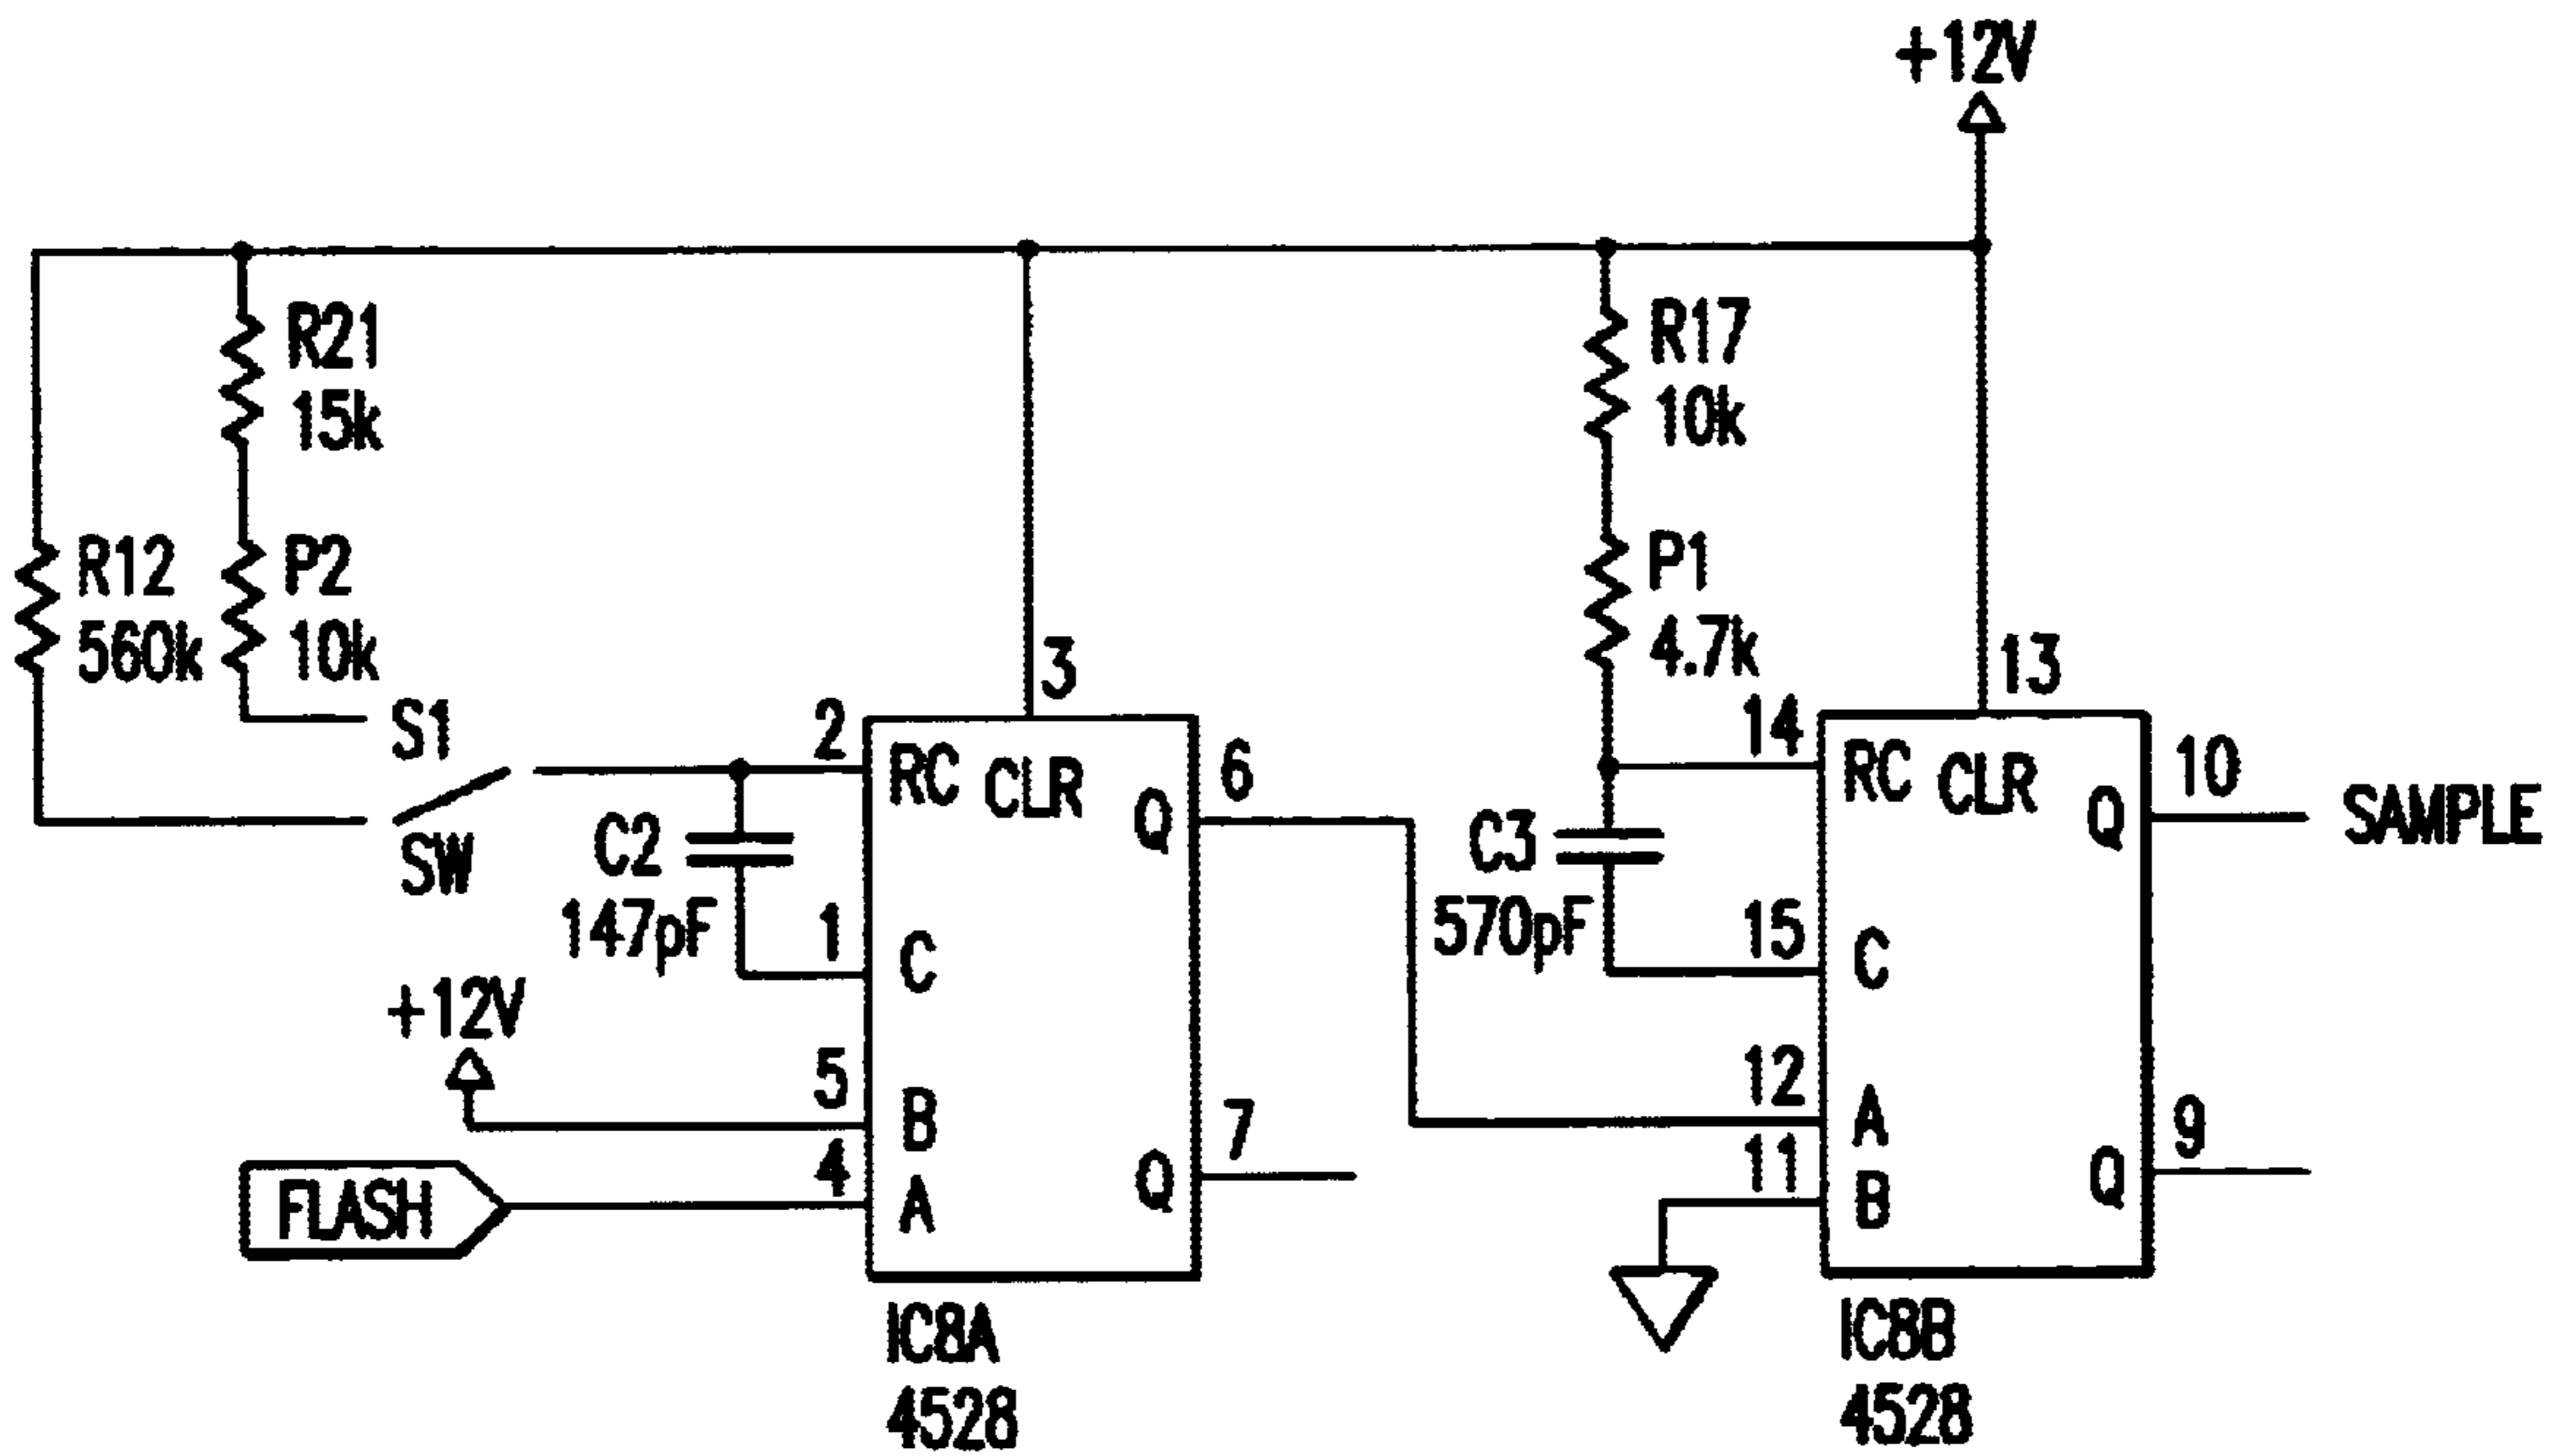 +12V
R21
15k
R17
10k
R12
560k
P2
10k
P1
4.7k
3
13
S1
2
14
RC
CLR
6
RC
CLR
10
Q
Q
SAMPLE
SW
C2
147pF
1
C
C3
570pF
15
C
+12V
5
B
12
A
7
9
4
A
11
B
Q
Q
FLASH
IC8A
4528
IC8B
4528